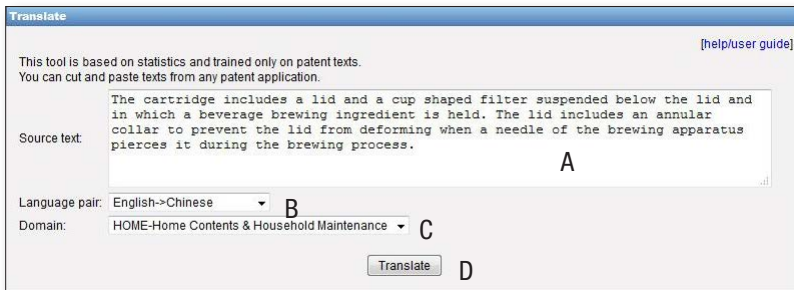 Translate
[help/user guide]
This tool is based on statistics and trained only on patent texts.
You can cut and paste texts from any patent application.
Source text:
The cartridge includes a lid and a cup shaped filter suspended below the lid and
in which a beverage brewing ingredient is held. The lid includes an annular
collar to prevent the lid from deforming when a needle of the brewing apparatus
pierces it during the brewing process.
A
Language pair: English->Chinese B
Domain: HOME-Home Contents & Household Maintenance C
Translate D